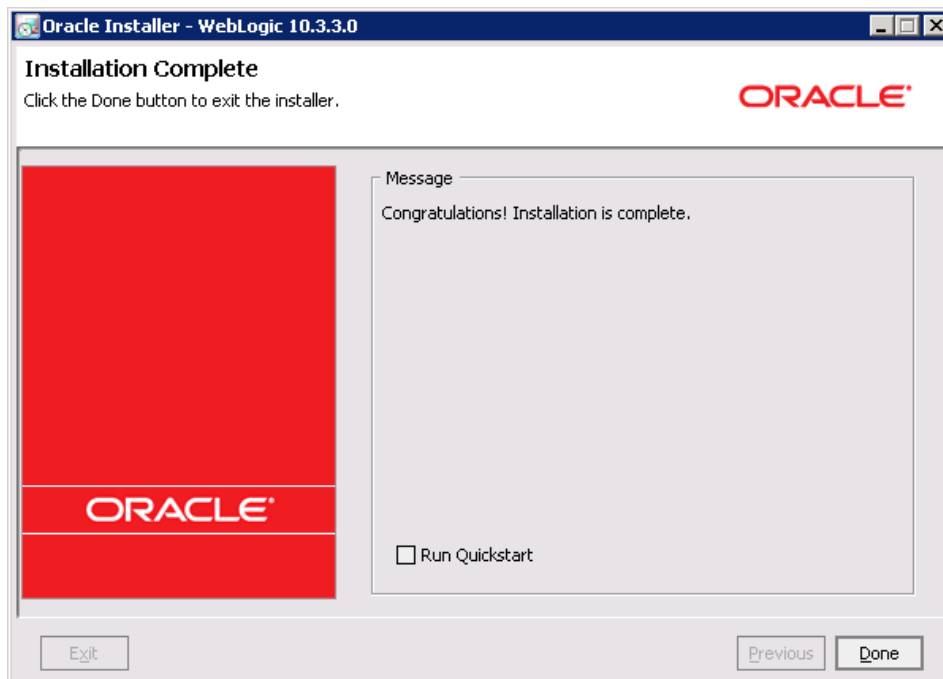 Oracle Installer - WebLogic 10.3.3.0
Installation Complete
Click the Done button to exit the installer.
ORACLE
Message
Congratulations! Installation is complete.
ORACLE
Run Quickstart
Exit
Previous
Done